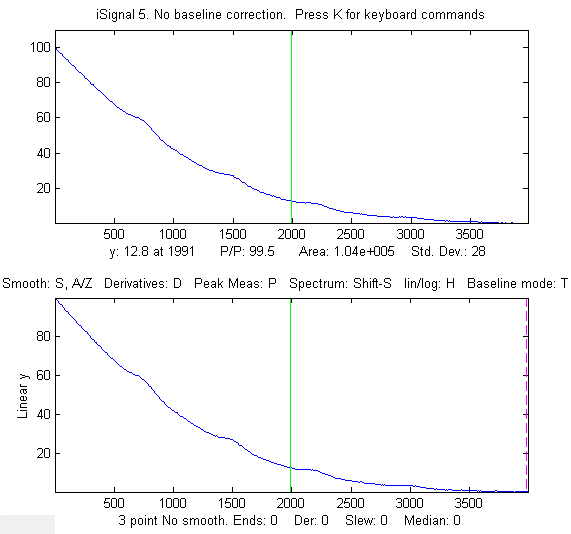 iSignal 5. No baseline correction.  Press K for keyboard commands
100
80
60
40
20
500 1000 1500 2000 2500 3000 3500
y: 12.8 at 1991 P/P: 99.5 Area: 1.04e+005 Std. Dev.: 28
Smooth: S, A/Z Derivatives: D Peak Meas: P Spectrum: Shift-S lin/log: H Baseline mode: T
80
60
40
20
Linear y
500 1000 1500 2000 2500 3000 3500
3 point No smooth. Ends: 0 Der: 0 Slew: 0 Median: 0